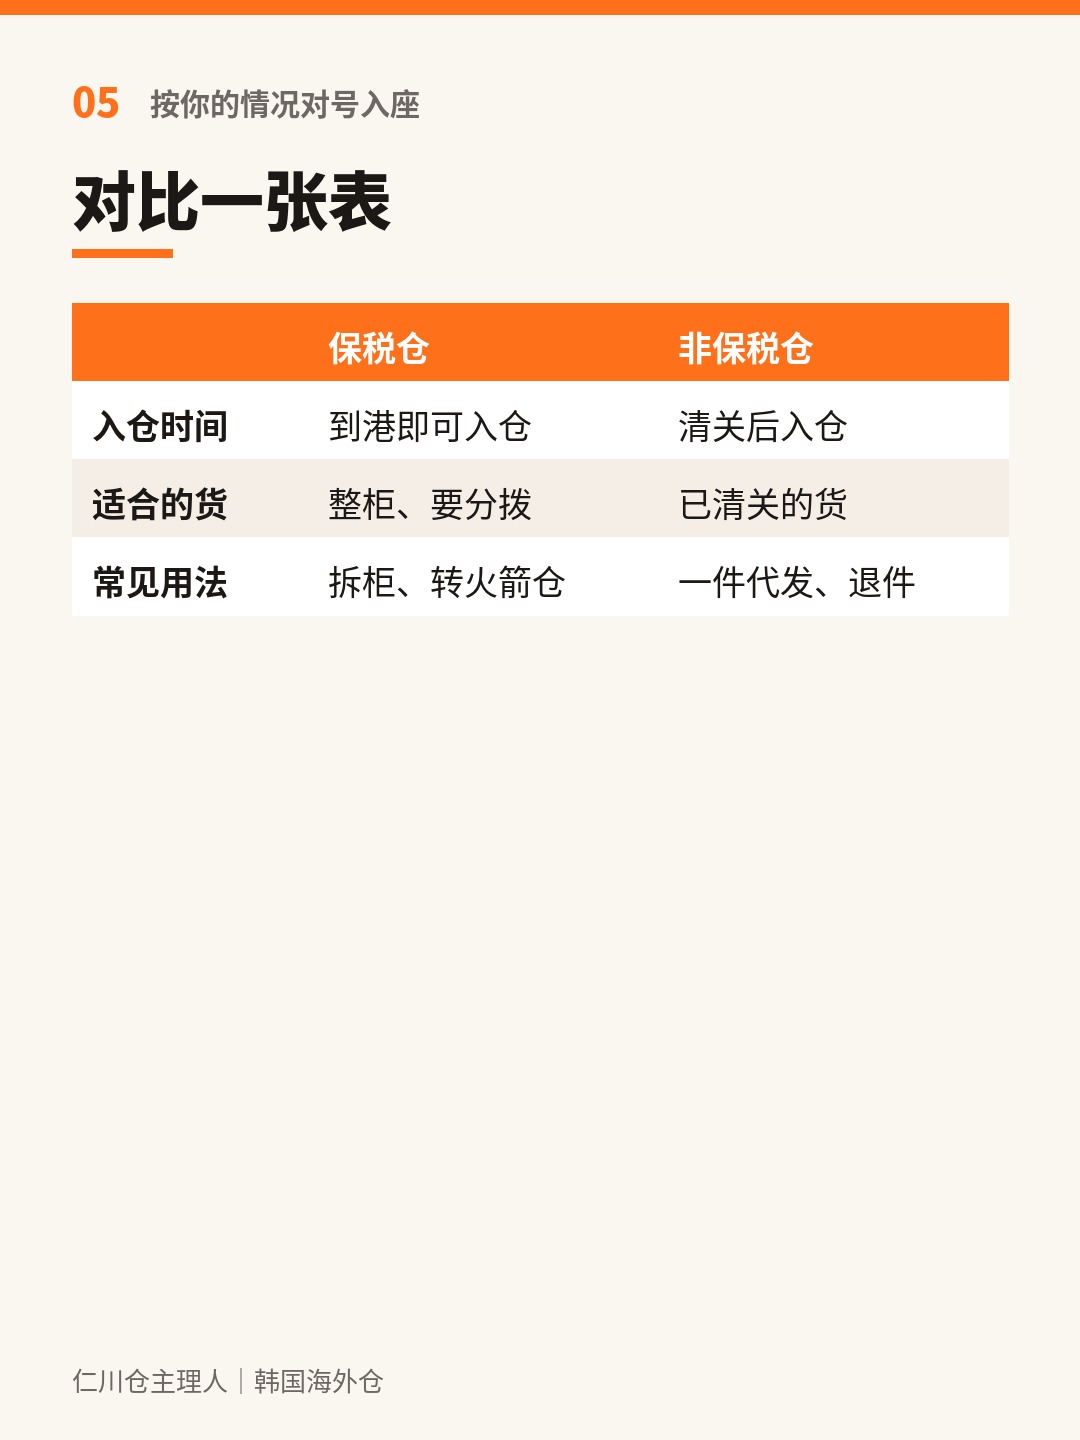 05 按你的情况对号入座
对比一张表
保税仓 非保税仓
入仓时间 到港即可入仓 清关后入仓
适合的货 整柜、要分拨 已清关的货
常见用法 拆柜、转火箭仓 一件代发、退件
仁川仓主理人｜韩国海外仓